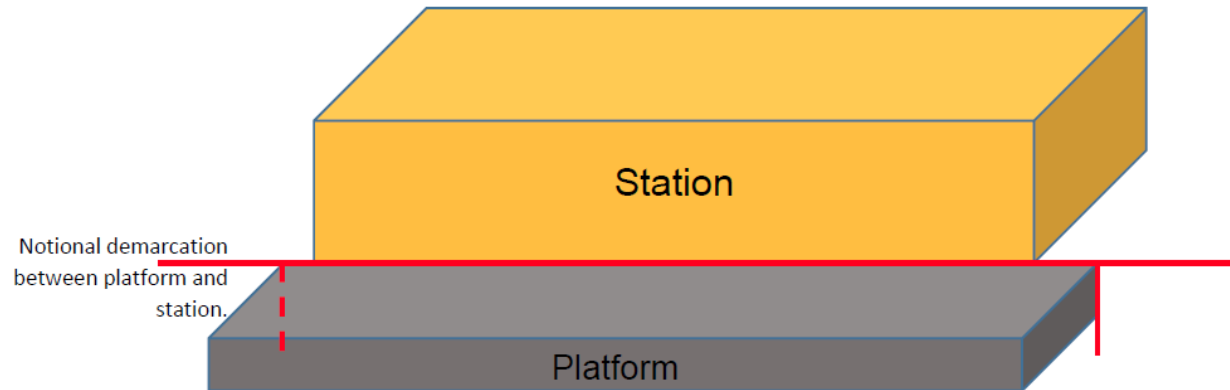 Station
Notional demarcation
between platform and
station.
Platform